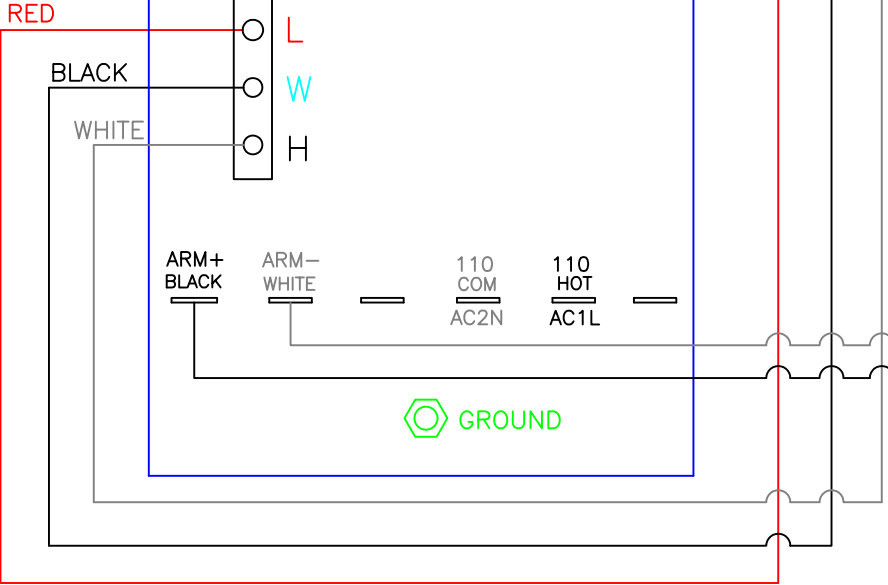 RED
L
BLACK
W
WHITE
H
ARM+
BLACK
ARM−
WHITE
110
COM
AC2N
110
HOT
AC1L
GROUND